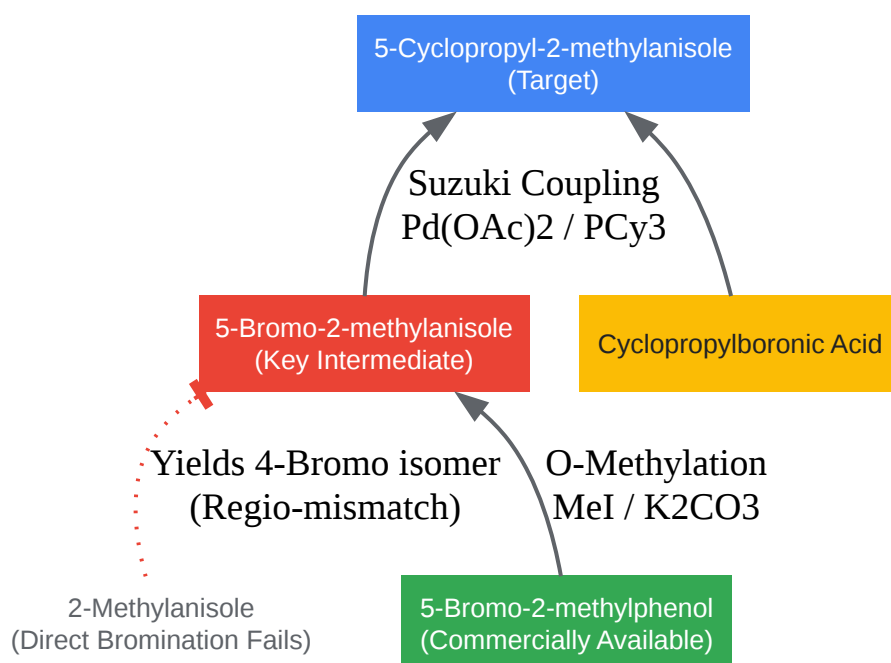 5-Cyclopropyl-2-methylanisole
(Target)
Suzuki Coupling
Pd(OAc)2 / PCy3
5-Bromo-2-methylanisole
(Key Intermediate)
Cyclopropylboronic Acid
Yields 4-Bromo isomer
(Regio-mismatch)
O-Methylation
MeI / K2CO3
2-Methylanisole
(Direct Bromination Fails)
5-Bromo-2-methylphenol
(Commercially Available)